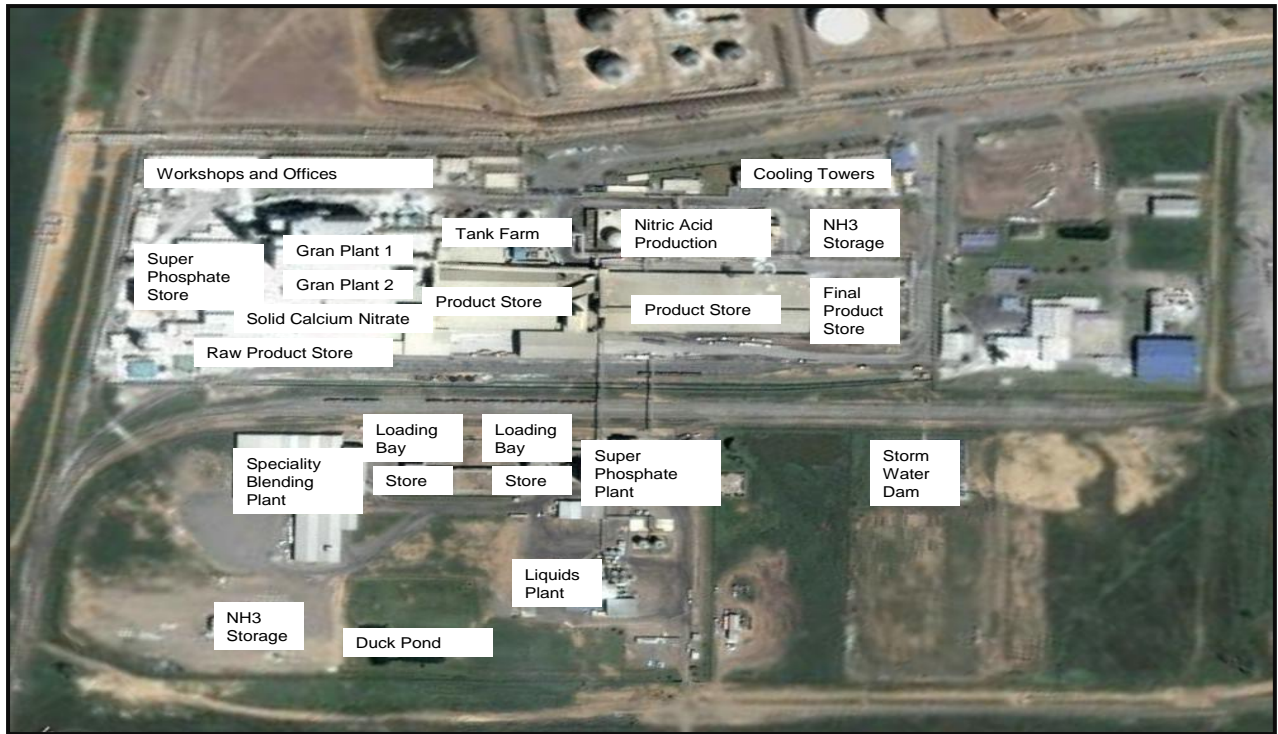 Workshops and Offices
Cooling Towers
Tank Farm
Nitric Acid
Production
NH3
Storage
Super
Phosphate
Store
Gran Plant 1
Gran Plant 2
Product Store
Product Store
Final
Product
Store
Solid Calcium Nitrate
Raw Product Store
Loading
Bay
Loading
Bay
Speciality
Blending
Plant
Store
Store
Super
Phosphate
Plant
Storm
Water
Dam
Liquids
Plant
NH3
Storage
Duck Pond